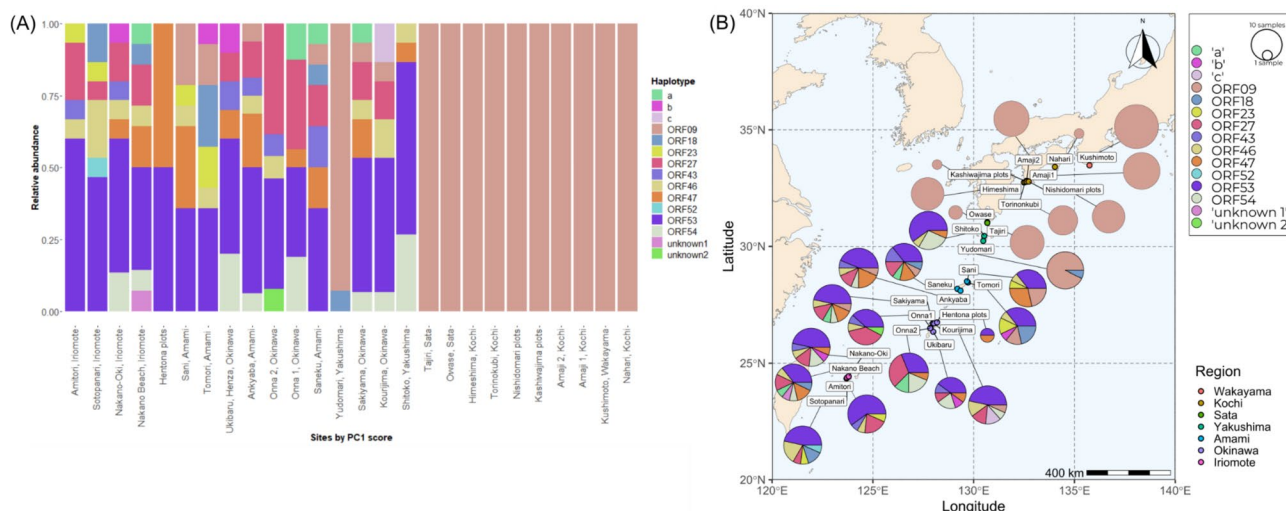 (A)
1.00
0.75
0.50
0.25
0.00
Relative abundance
Amitori, Iriomote -
Sotopanari, Iriomote -
Nakano-Oki, Iriomote -
Nakano Beach, Iriomote -
Hentona plots -
Sani, Amami -
Tomori, Amami -
Ukibaru, Henza, Okinawa -
Ankyaba, Amami -
Onna 2, Okinawa -
Onna 1, Okinawa -
Saneku, Amami -
Yudomari, Yakushima -
Sakiyama, Okinawa -
Kourijima, Okinawa -
Shitoko, Yakushima -
Tajiri, Sata -
Owase, Sata -
Himeshima, Kochi -
Torinokubi, Kochi -
Nishidomari plots -
Kashiwajima plots -
Amaji 2, Kochi -
Amaji 1, Kochi -
Kushimoto, Wakayama -
Nahari, Kochi -
Sites by PC1 score
Haplotype
a
b
c
ORF09
ORF18
ORF23
ORF27
ORF43
ORF46
ORF47
ORF52
ORF53
ORF54
unknown1
unknown2
(B)
40°N
35°N
30°N
25°N
20°N
Latitude
120°E
125°E
130°E
135°E
140°E
Longitude
N
Amaji2
Nahari
Kushimoto
Kashiwajima plots
Amaji1
Himeshima
Nishidomari plots
Torinonkubi
Owase
Shitoko
Tajiri
Yudomari
Sani
Saneku
Tomori
Ankyaba
Sakiyama
Onna1
Hentona plots
Onna2
Kourijima
Ukibaru
Nakano-Oki
Nakano Beach
Amitori
Sotopanari
400 km
10 samples
1 sample
'a'
'b'
'c'
ORF09
ORF18
ORF23
ORF27
ORF43
ORF46
ORF47
ORF52
ORF53
ORF54
'unknown 1'
'unknown 2'
Region
Wakayama
Kochi
Sata
Yakushima
Amami
Okinawa
Iriomote